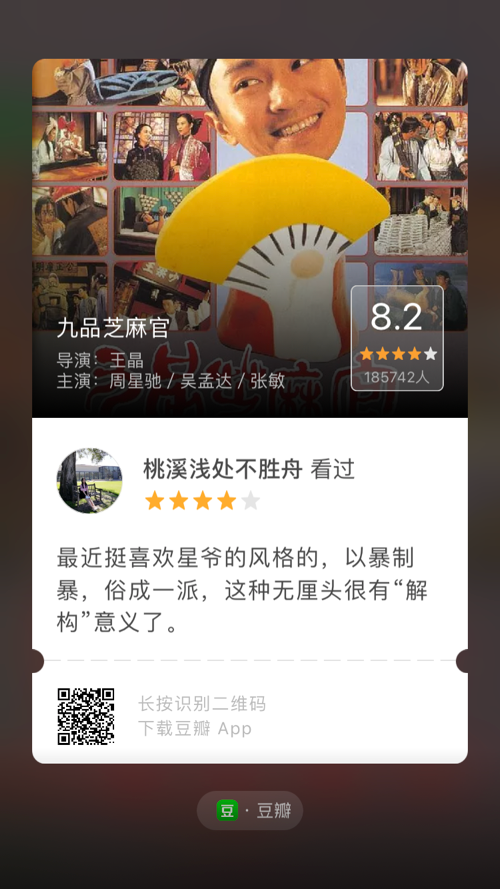 九品芝麻官
导演：王晶
主演：周星驰 / 吴孟达 / 张敏
8.2
185742人
桃溪浅处不胜舟 看过
最近挺喜欢星爷的风格的，以暴制
暴，俗成一派，这种无厘头很有“解
构”意义了。
长按识别二维码
下载豆瓣 App
豆 · 豆瓣